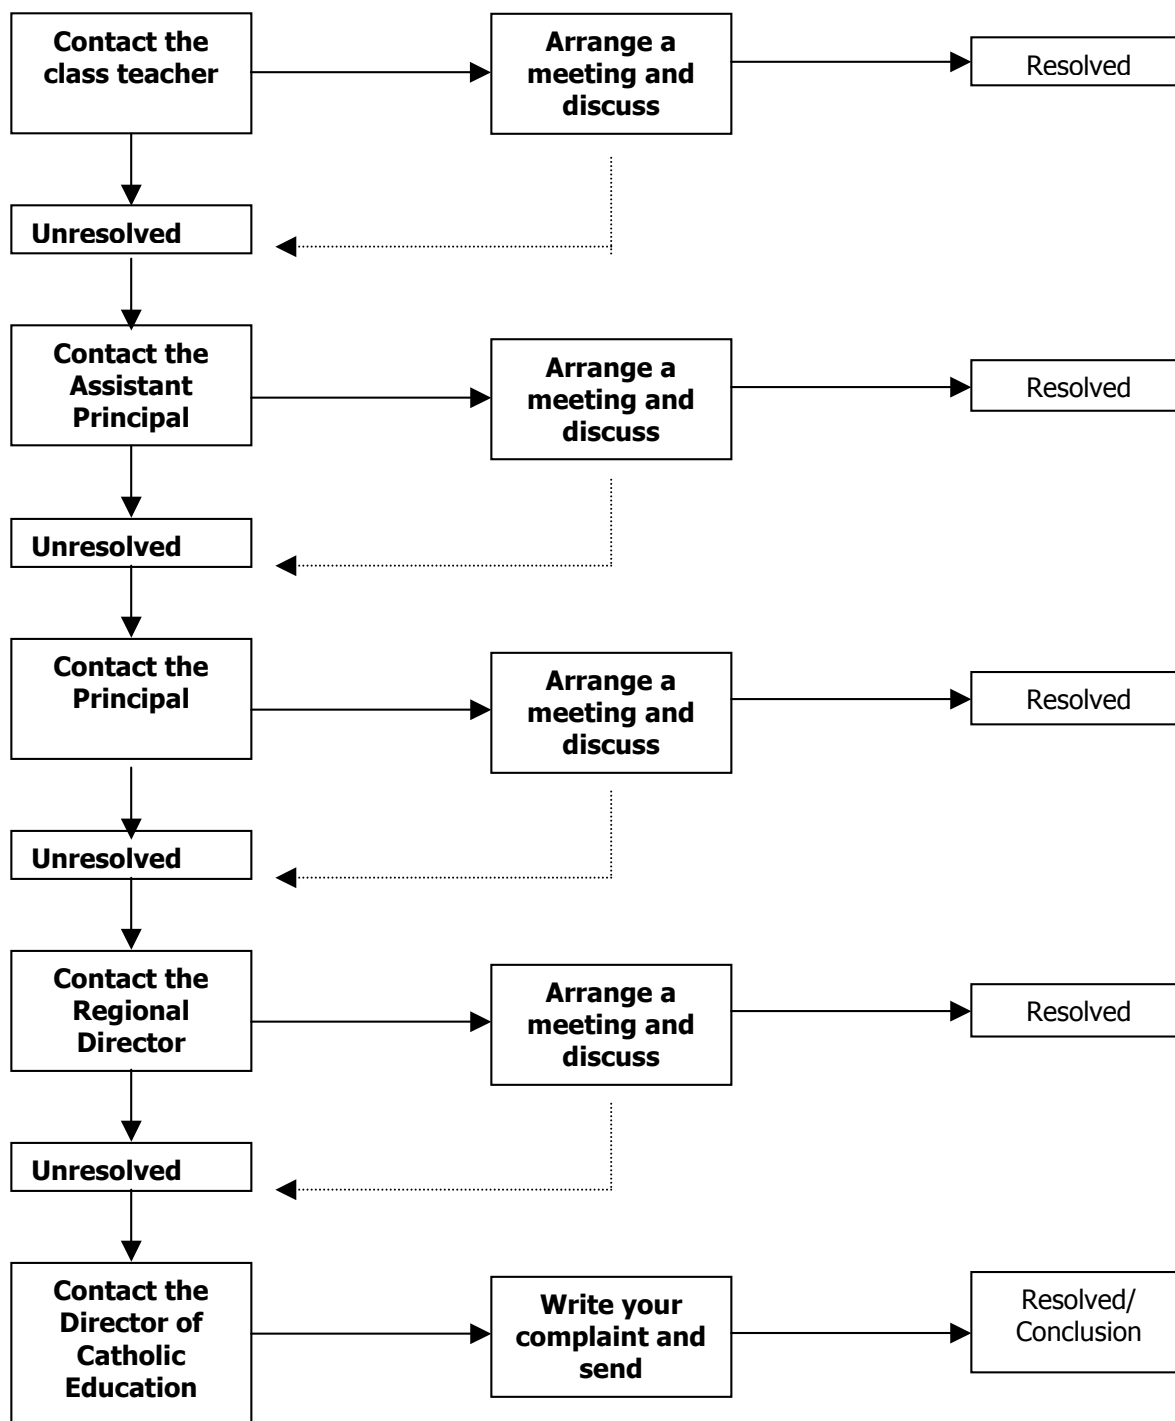 Contact the
class teacher
Arrange a
meeting and
discuss
Resolved
Unresolved
Contact the
Assistant
Principal
Arrange a
meeting and
discuss
Resolved
Unresolved
Contact the
Principal
Arrange a
meeting and
discuss
Resolved
Unresolved
Contact the
Regional
Director
Arrange a
meeting and
discuss
Resolved
Unresolved
Contact the
Director of
Catholic
Education
Write your
complaint and
send
Resolved/
Conclusion